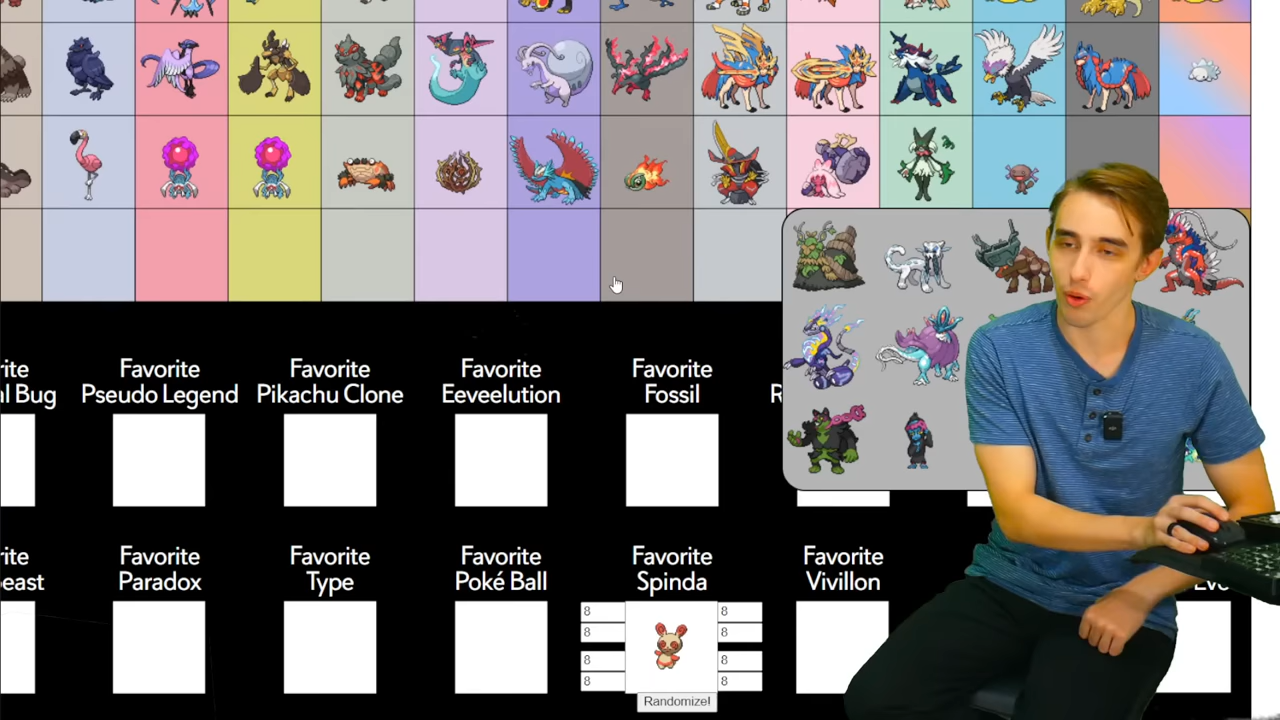 rite Favorite Favorite Favorite Favorite
l Bug Pseudo Legend Pikachu Clone Eeveelution Fossil R
rite Favorite Favorite Favorite Favorite Favorite
east Paradox Type Poké Ball Spinda Vivillon Evo
8 8
8 8
8 8
8 8
Randomize!